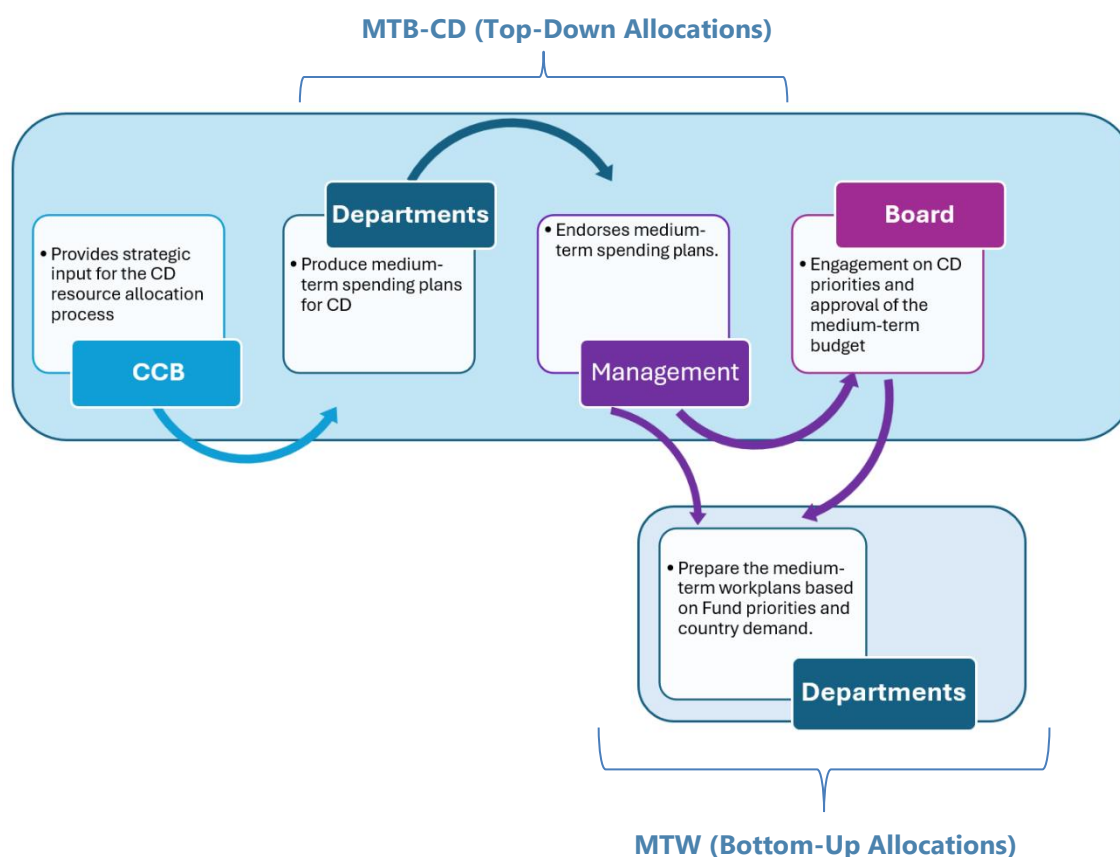 MTB-CD (Top-Down Allocations)
• Provides strategic
input for the CD
resource allocation
process
CCB
Departments
• Produce medium-
term spending plans
for CD
• Endorses medium-
term spending plans.
Management
Board
• Engagement on CD
priorities and
approval of the
medium-term
budget
• Prepare the medium-
term workplans based
on Fund priorities and
country demand.
Departments
MTW (Bottom-Up Allocations)